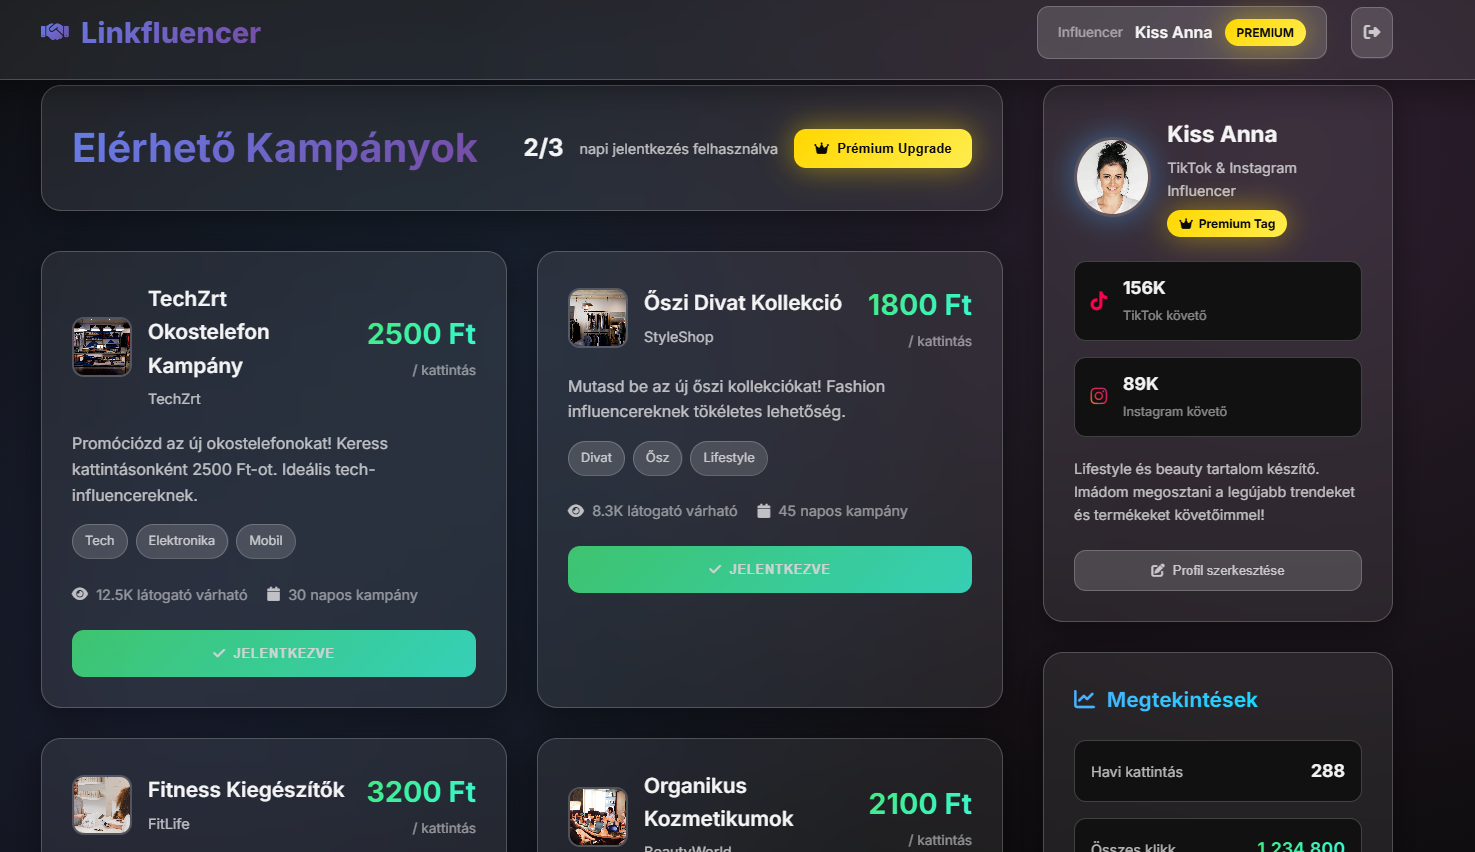 Linkfluencer
Influencer Kiss Anna PREMIUM
Elérhető Kampányok
2/3 napi jelentkezés felhasználva
Prémium Upgrade
TechZrt
Okostelefon
Kampány
TechZrt
2500 Ft
/ kattintás
Promóciózd az új okostelefonokat! Keress
kattintásonként 2500 Ft-ot. Ideális tech-
influencereknek.
Tech Elektronika Mobil
12.5K látogató várható 30 napos kampány
JELENTKEZVE
Őszi Divat Kollekció
StyleShop
1800 Ft
/ kattintás
Mutasd be az új őszi kollekciókat! Fashion
influencereknek tökéletes lehetőség.
Divat Ősz Lifestyle
8.3K látogató várható 45 napos kampány
JELENTKEZVE
Fitness Kiegészítők
FitLife
3200 Ft
/ kattintás
Organikus
Kozmetikumok
BeautyWorld
2100 Ft
/ kattintás
Kiss Anna
TikTok & Instagram
Influencer
Premium Tag
156K
TikTok követő
89K
Instagram követő
Lifestyle és beauty tartalom készítő.
Imádom megosztani a legújabb trendeket
és termékeket követőimmel!
Profil szerkesztése
Megtekintések
Havi kattintás 288
Összes klikk 1 234 800